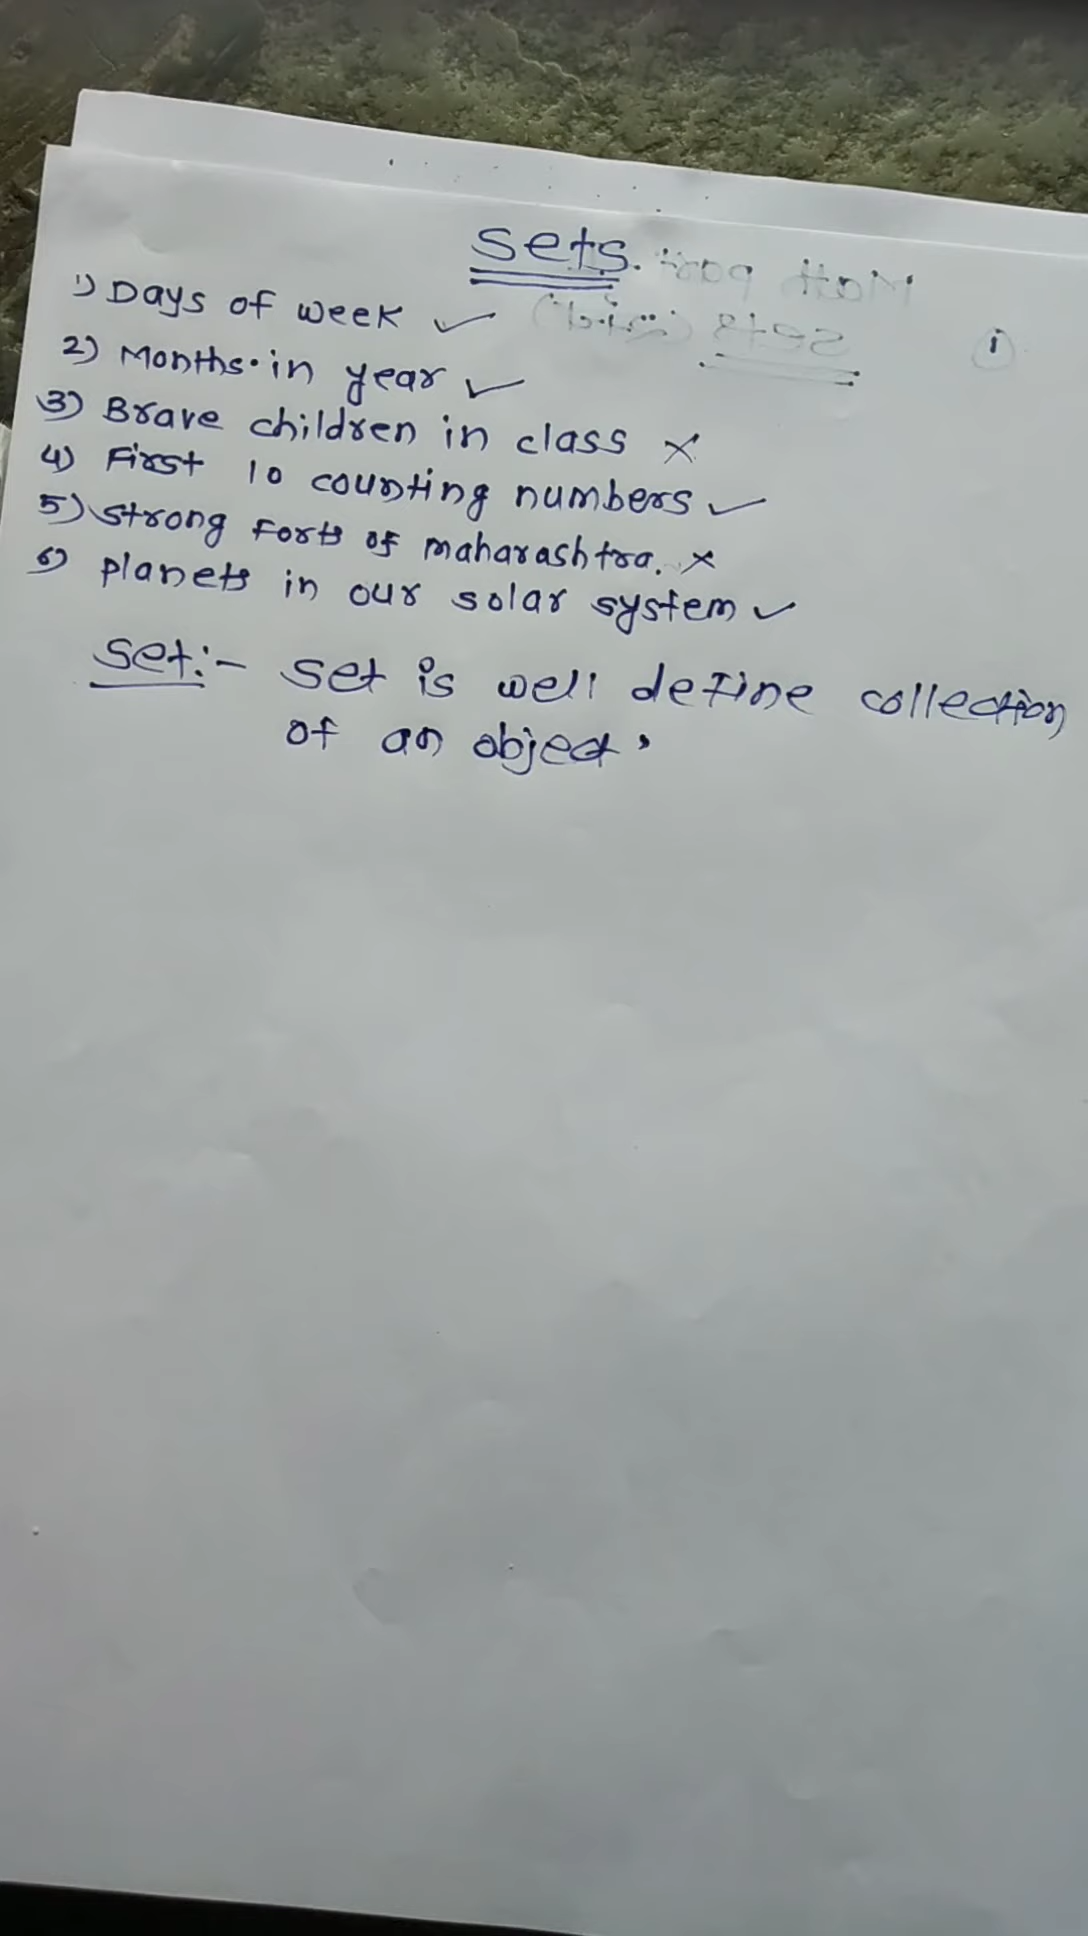 sets.
1) Days of week ✓
2) Months in year ✓
3) Brave children in class ×
4) First 10 counting numbers ✓
5) strong forts of maharashtra. ×
6) planets in our solar system ✓
set:- set is well define collection
of an object.